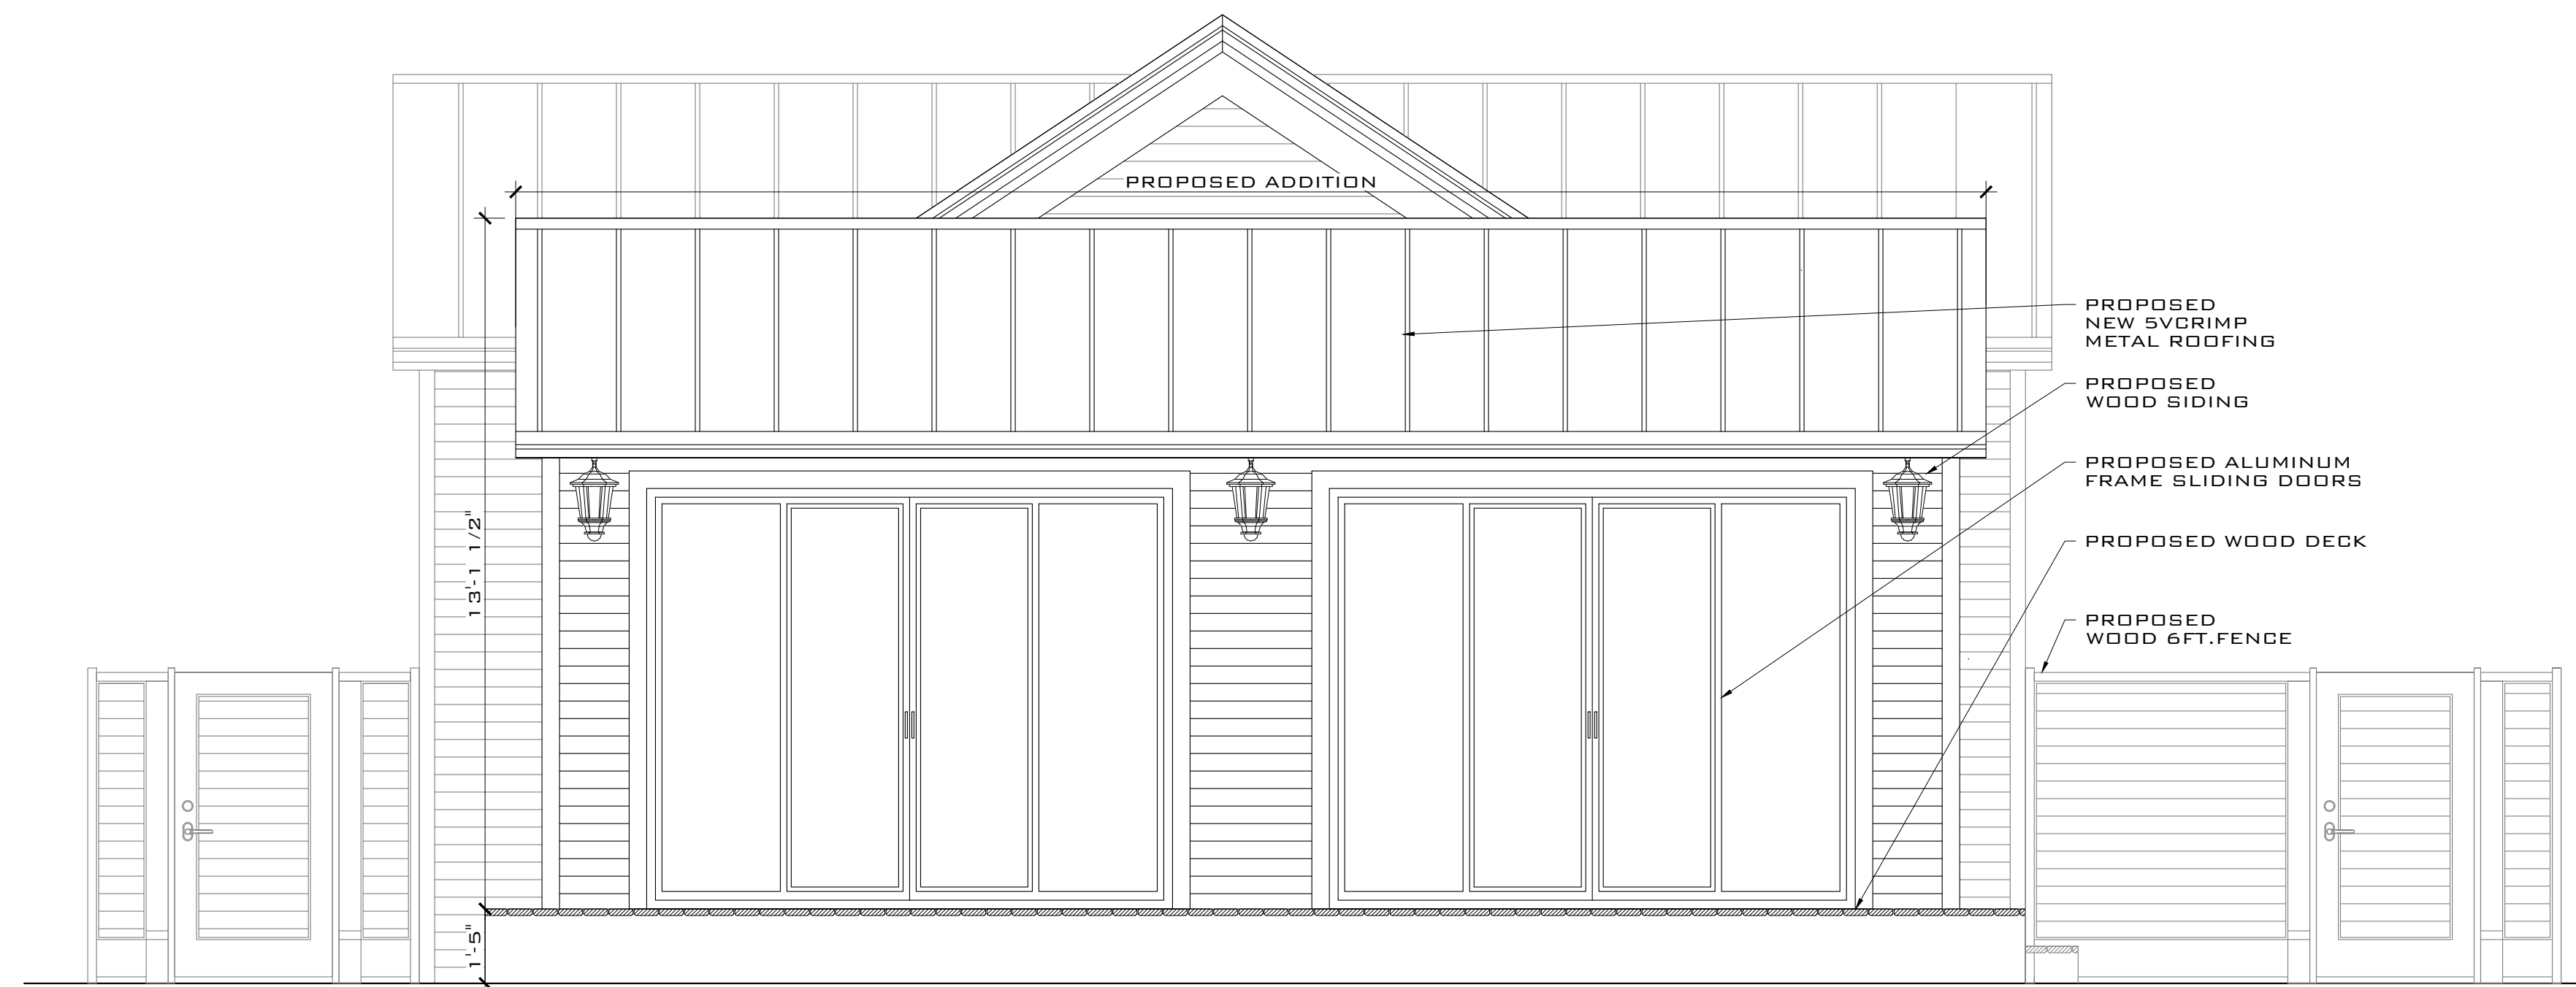 PROPOSED ADDITION
PROPOSED
NEW 5VCRIMP
METAL ROOFING
PROPOSED
WOOD SIDING
PROPOSED ALUMINUM
FRAME SLIDING DOORS
PROPOSED WOOD DECK
PROPOSED
WOOD 6FT.FENCE
13'-1 1/2"
1'-5"